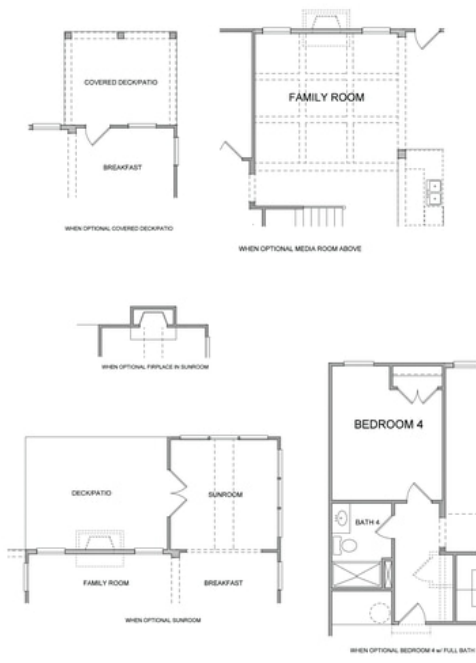 COVERED DECK/PATIO
BREAKFAST
WHEN OPTIONAL COVERED DECK/PATIO
FAMILY ROOM
WHEN OPTIONAL MEDIA ROOM ABOVE
WHEN OPTIONAL FIRPLACE IN SUNROOM
DECK/PATIO
SUNROOM
FAMILY ROOM
BREAKFAST
WHEN OPTIONAL SUNROOM
BEDROOM 4
BATH 4
WHEN OPTIONAL BEDROOM 4 w/ FULL BATH